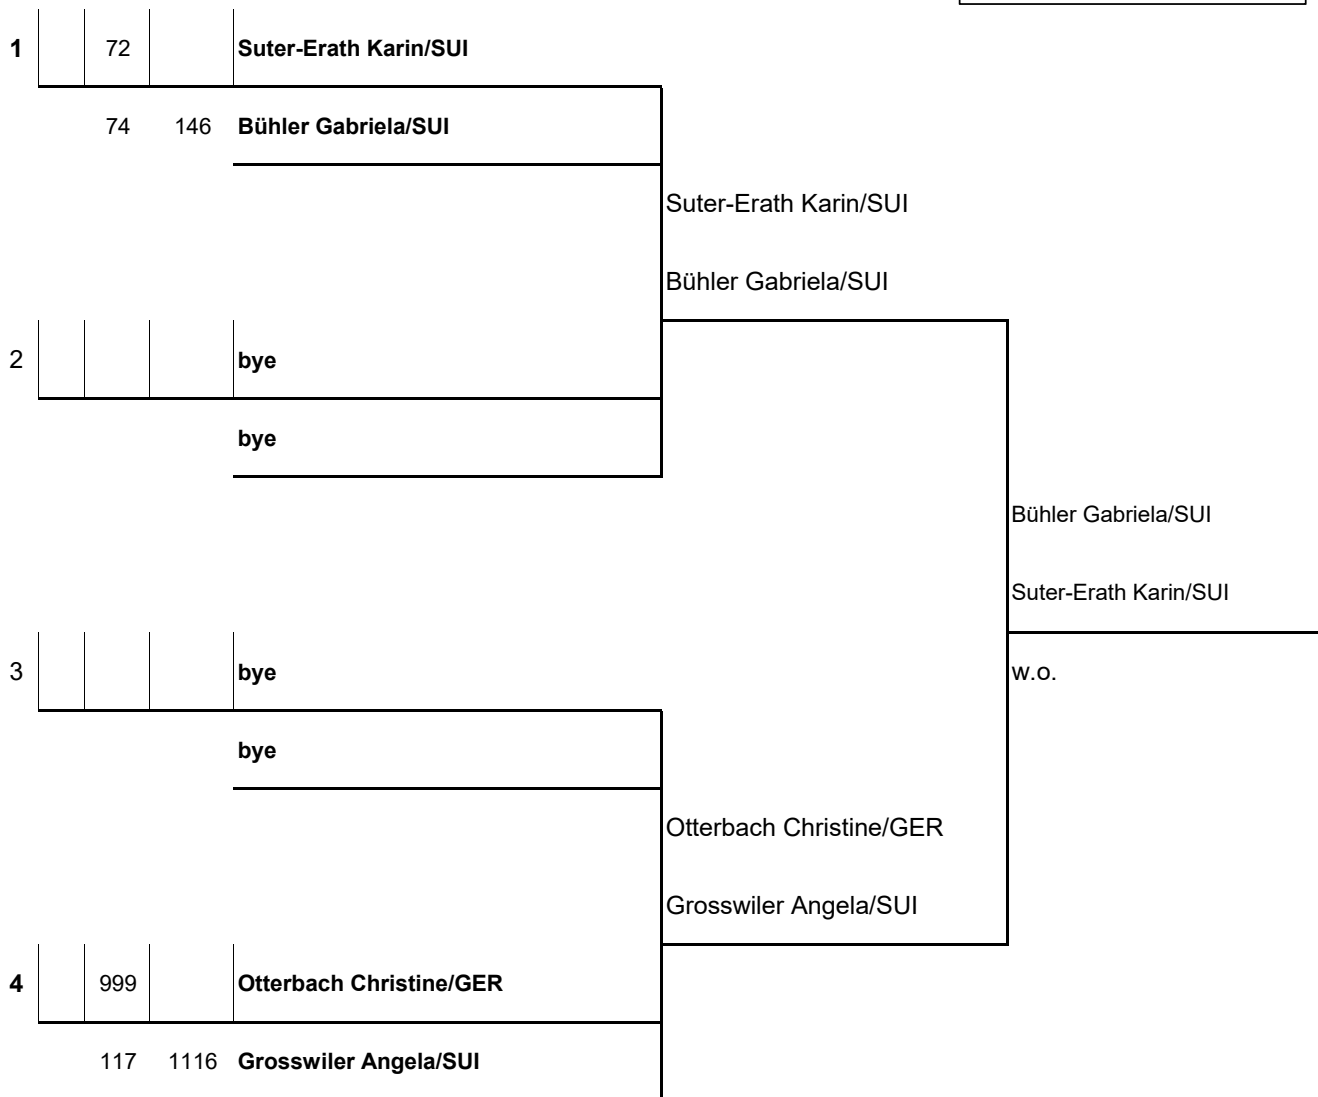 1 72 Suter-Erath Karin/SUI
74 146 Bühler Gabriela/SUI
Suter-Erath Karin/SUI
Bühler Gabriela/SUI
2 bye
bye
Bühler Gabriela/SUI
Suter-Erath Karin/SUI
3 bye w.o.
bye
Otterbach Christine/GER
Grosswiler Angela/SUI
4 999 Otterbach Christine/GER
117 1116 Grosswiler Angela/SUI